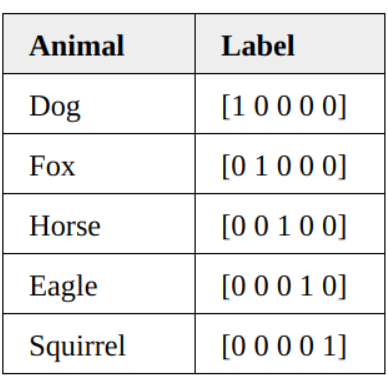 Animal Label
Dog [1 0 0 0 0]
Fox [0 1 0 0 0]
Horse [0 0 1 0 0]
Eagle [0 0 0 1 0]
Squirrel [0 0 0 0 1]